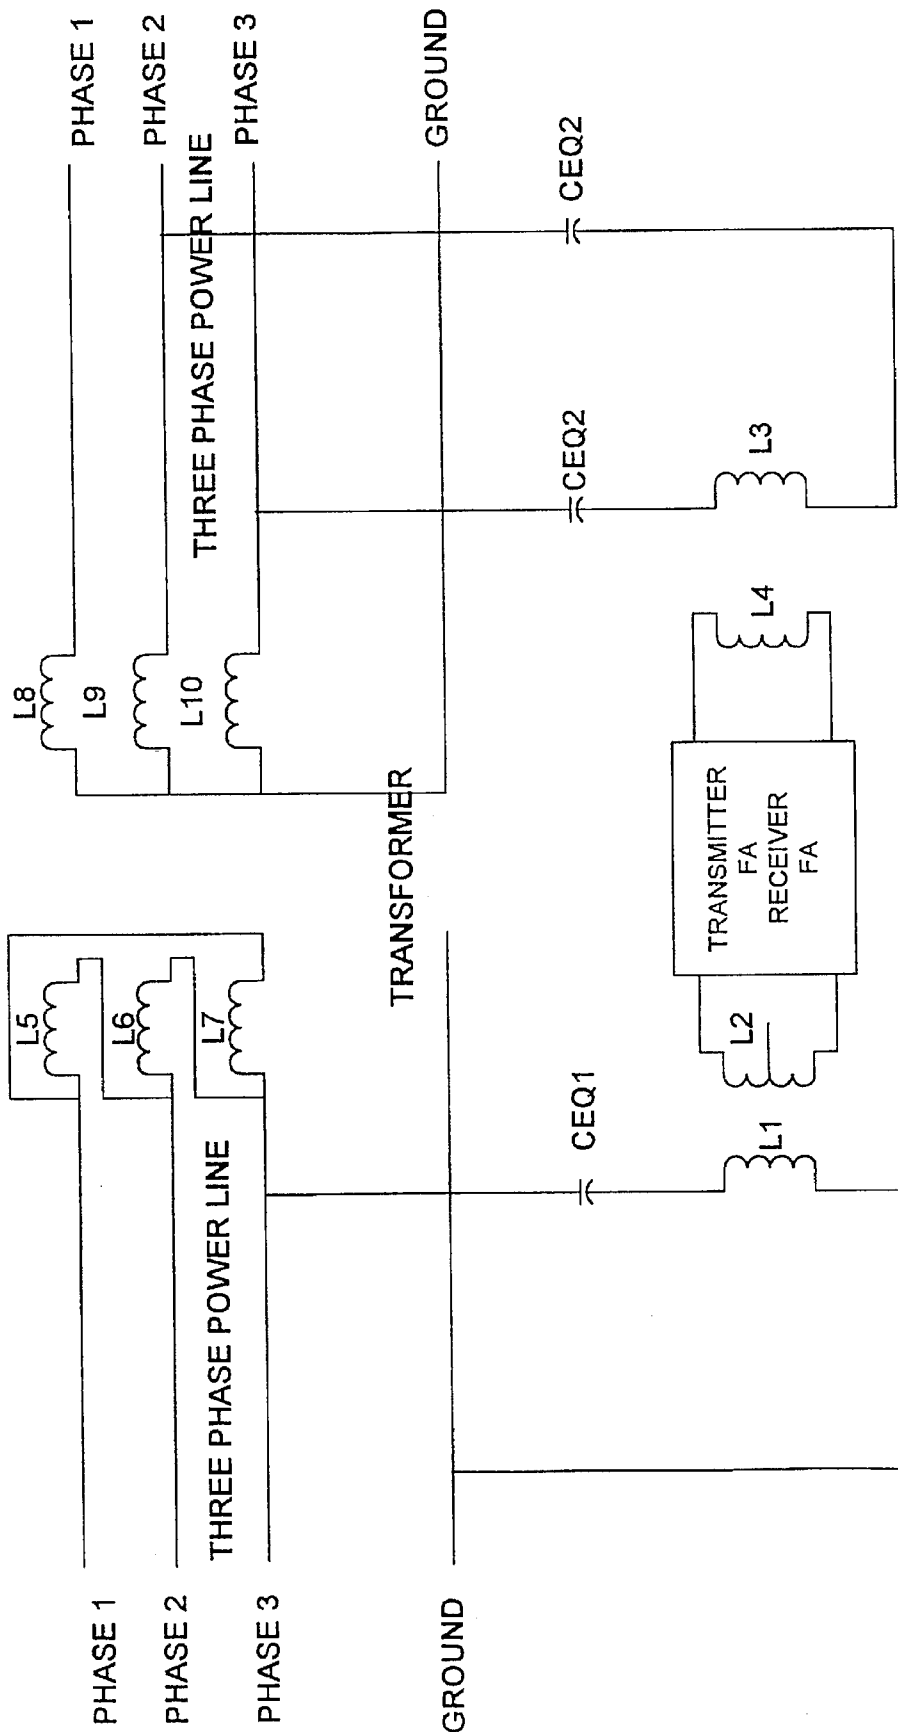 PHASE 1
PHASE 2
PHASE 3
GROUND
THREE PHASE POWER LINE
L5
L6
L7
TRANSFORMER
L8
L9
L10
THREE PHASE POWER LINE
PHASE 1
PHASE 2
PHASE 3
GROUND
CEQ1
L1
L2
TRANSMITTER
FA
RECEIVER
FA
L4
L3
CEQ2
CEQ2